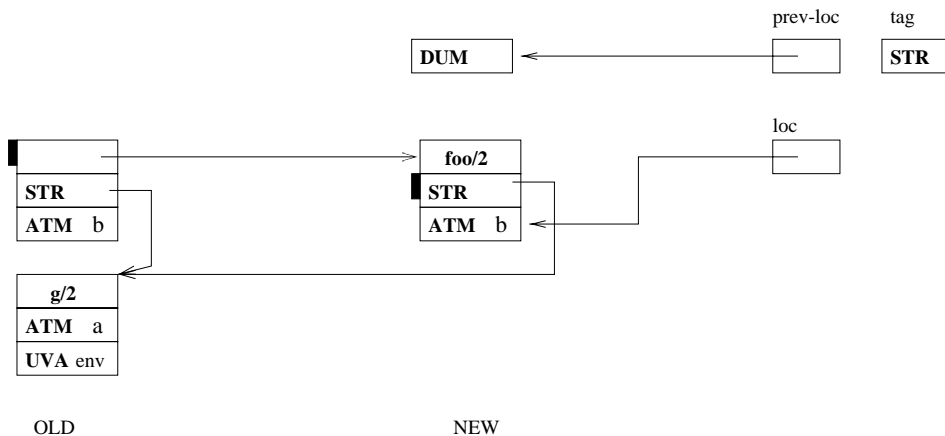 prev-loc tag
DUM STR
loc
foo/2
STR STR
ATM b ATM b
g/2
ATM a
UVA env
OLD NEW